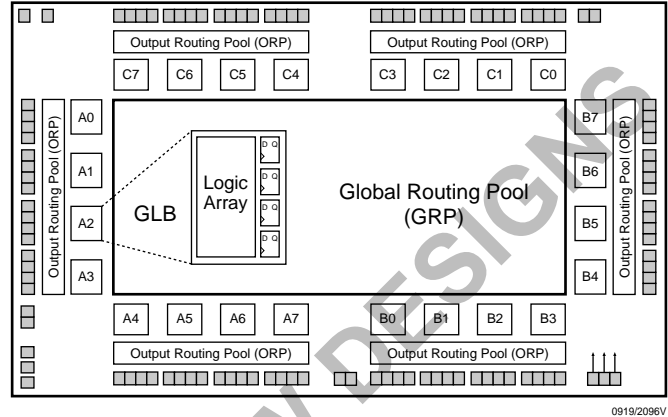 Output Routing Pool (ORP) Output Routing Pool (ORP)
C7 C6 C5 C4 C3 C2 C1 C0
Output Routing Pool (ORP)
A0
A1
A2
A3
GLB
Logic
Array
D Q
D Q
D Q
D Q
Global Routing Pool
(GRP)
B7
B6
B5
B4
Output Routing Pool (ORP)
A4 A5 A6 A7 B0 B1 B2 B3
Output Routing Pool (ORP) Output Routing Pool (ORP)
DESIGNS
0919/2096V